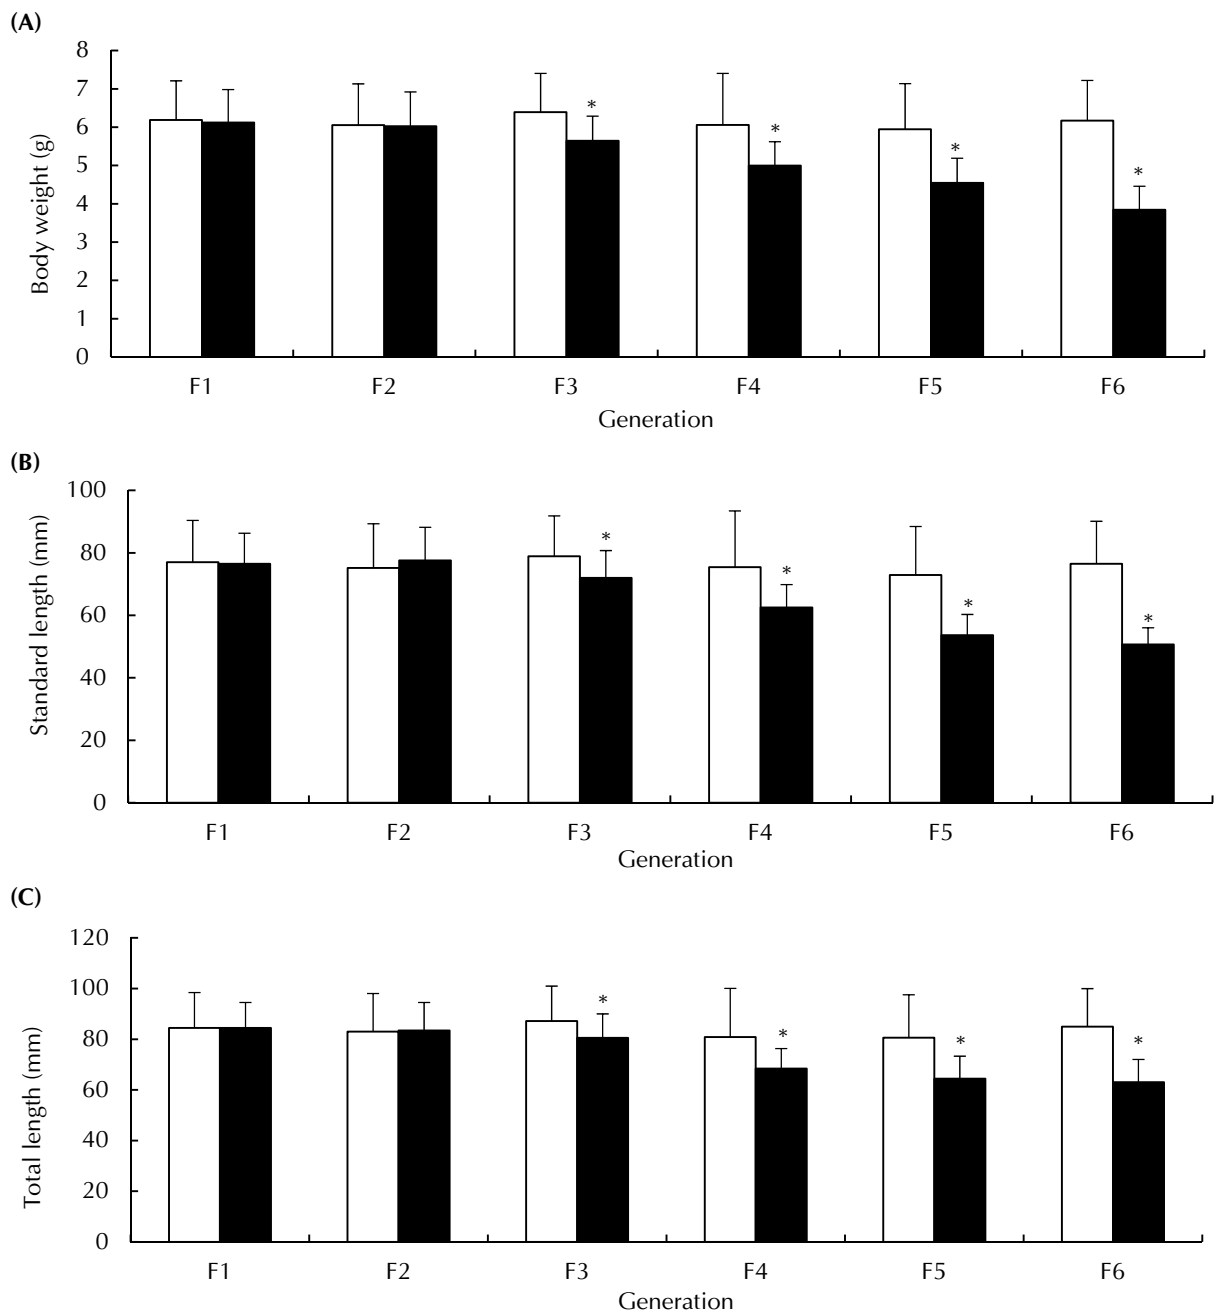 (A)
8
7
6
5
4
3
2
1
0
Body weight (g)
*
*
*
*
F1 F2 F3 F4 F5 F6
Generation
(B)
100
80
60
40
20
0
Standard length (mm)
*
*
*
*
F1 F2 F3 F4 F5 F6
Generation
(C)
120
100
80
60
40
20
0
Total length (mm)
*
*
*
*
F1 F2 F3 F4 F5 F6
Generation